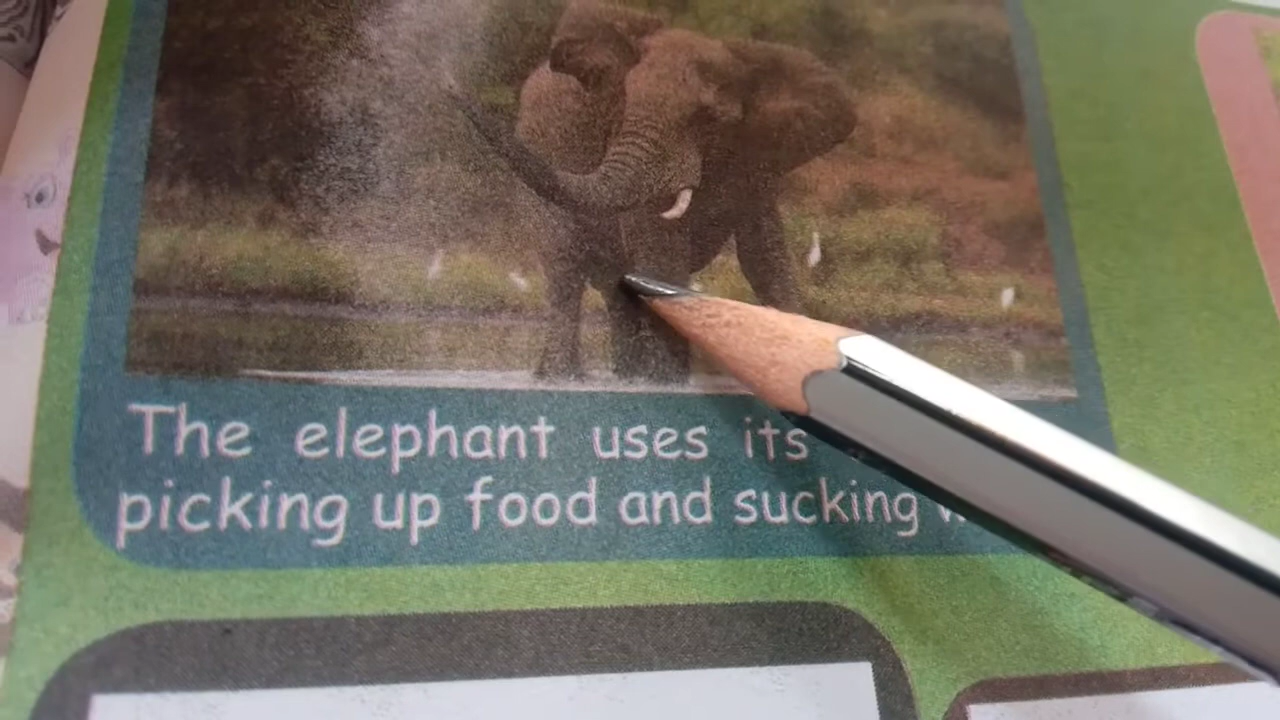 The elephant uses its
picking up food and sucking